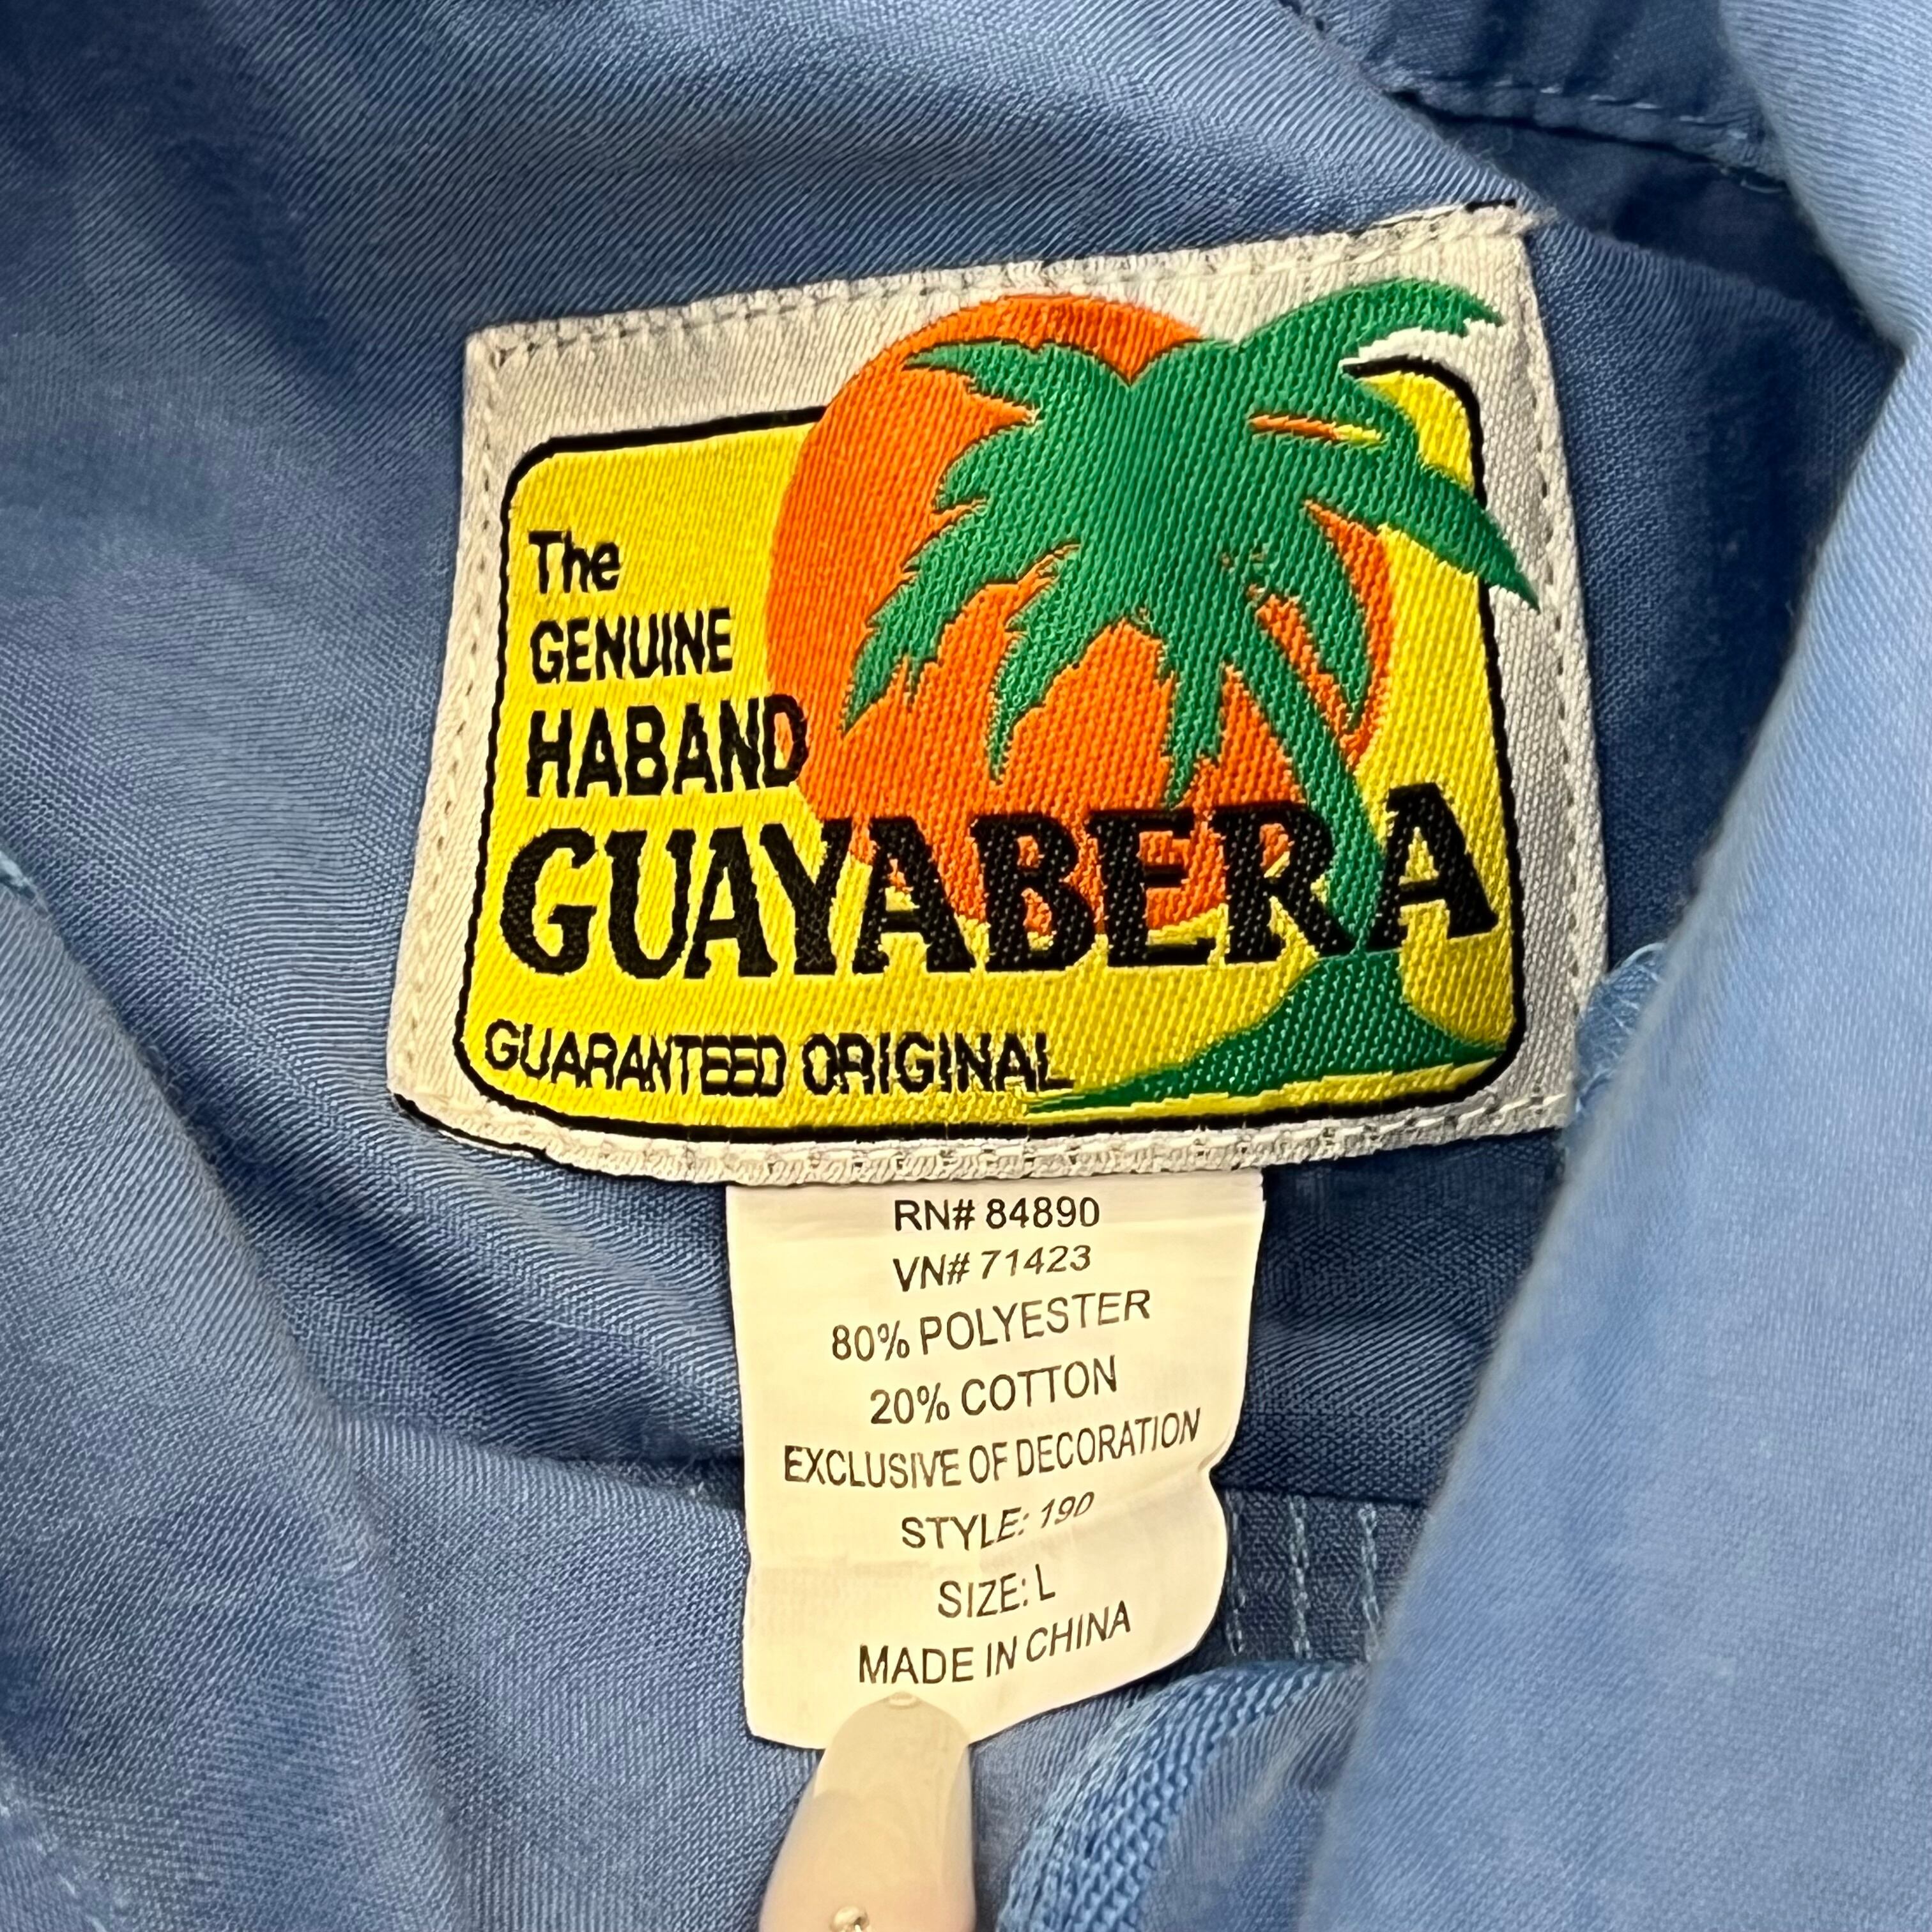 The
GENUINE
HABAND
GUAYABERA
GUARANTEED ORIGINAL
RN# 84890
VN# 71423
80% POLYESTER
20% COTTON
EXCLUSIVE OF DECORATION
STYLE: 190
SIZE: L
MADE IN CHINA